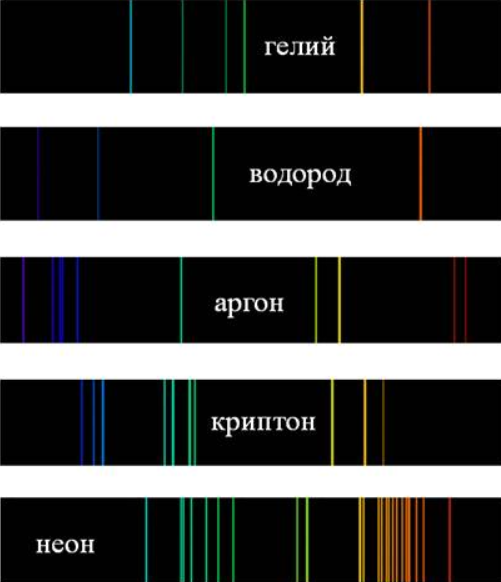 гелий
водород
аргон
криптон
неон